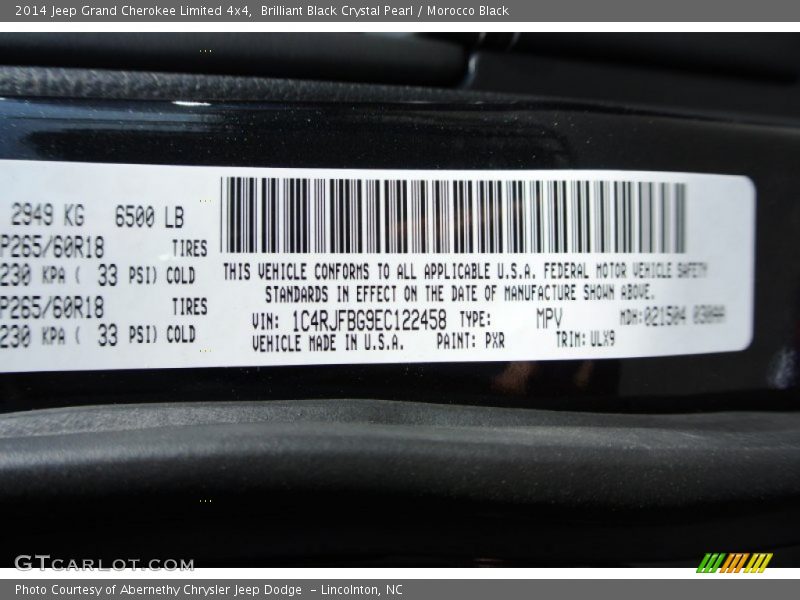 2014 Jeep Grand Cherokee Limited 4x4, Brilliant Black Crystal Pearl / Morocco Black
2949 KG 6500 LB
P265/60R18 TIRES
230 KPA ( 33 PSI) COLD
P265/60R18 TIRES
230 KPA ( 33 PSI) COLD
THIS VEHICLE CONFORMS TO ALL APPLICABLE U.S.A. FEDERAL MOTOR VEHICLE SAFETY
STANDARDS IN EFFECT ON THE DATE OF MANUFACTURE SHOWN ABOVE.
VIN: 1C4RJFBG9EC122458 TYPE: MPV MDH: 021504 030AA
VEHICLE MADE IN U.S.A. PAINT: PXR TRIM: ULX9
GTCARLOT.COM
Photo Courtesy of Abernethy Chrysler Jeep Dodge - Lincolnton, NC